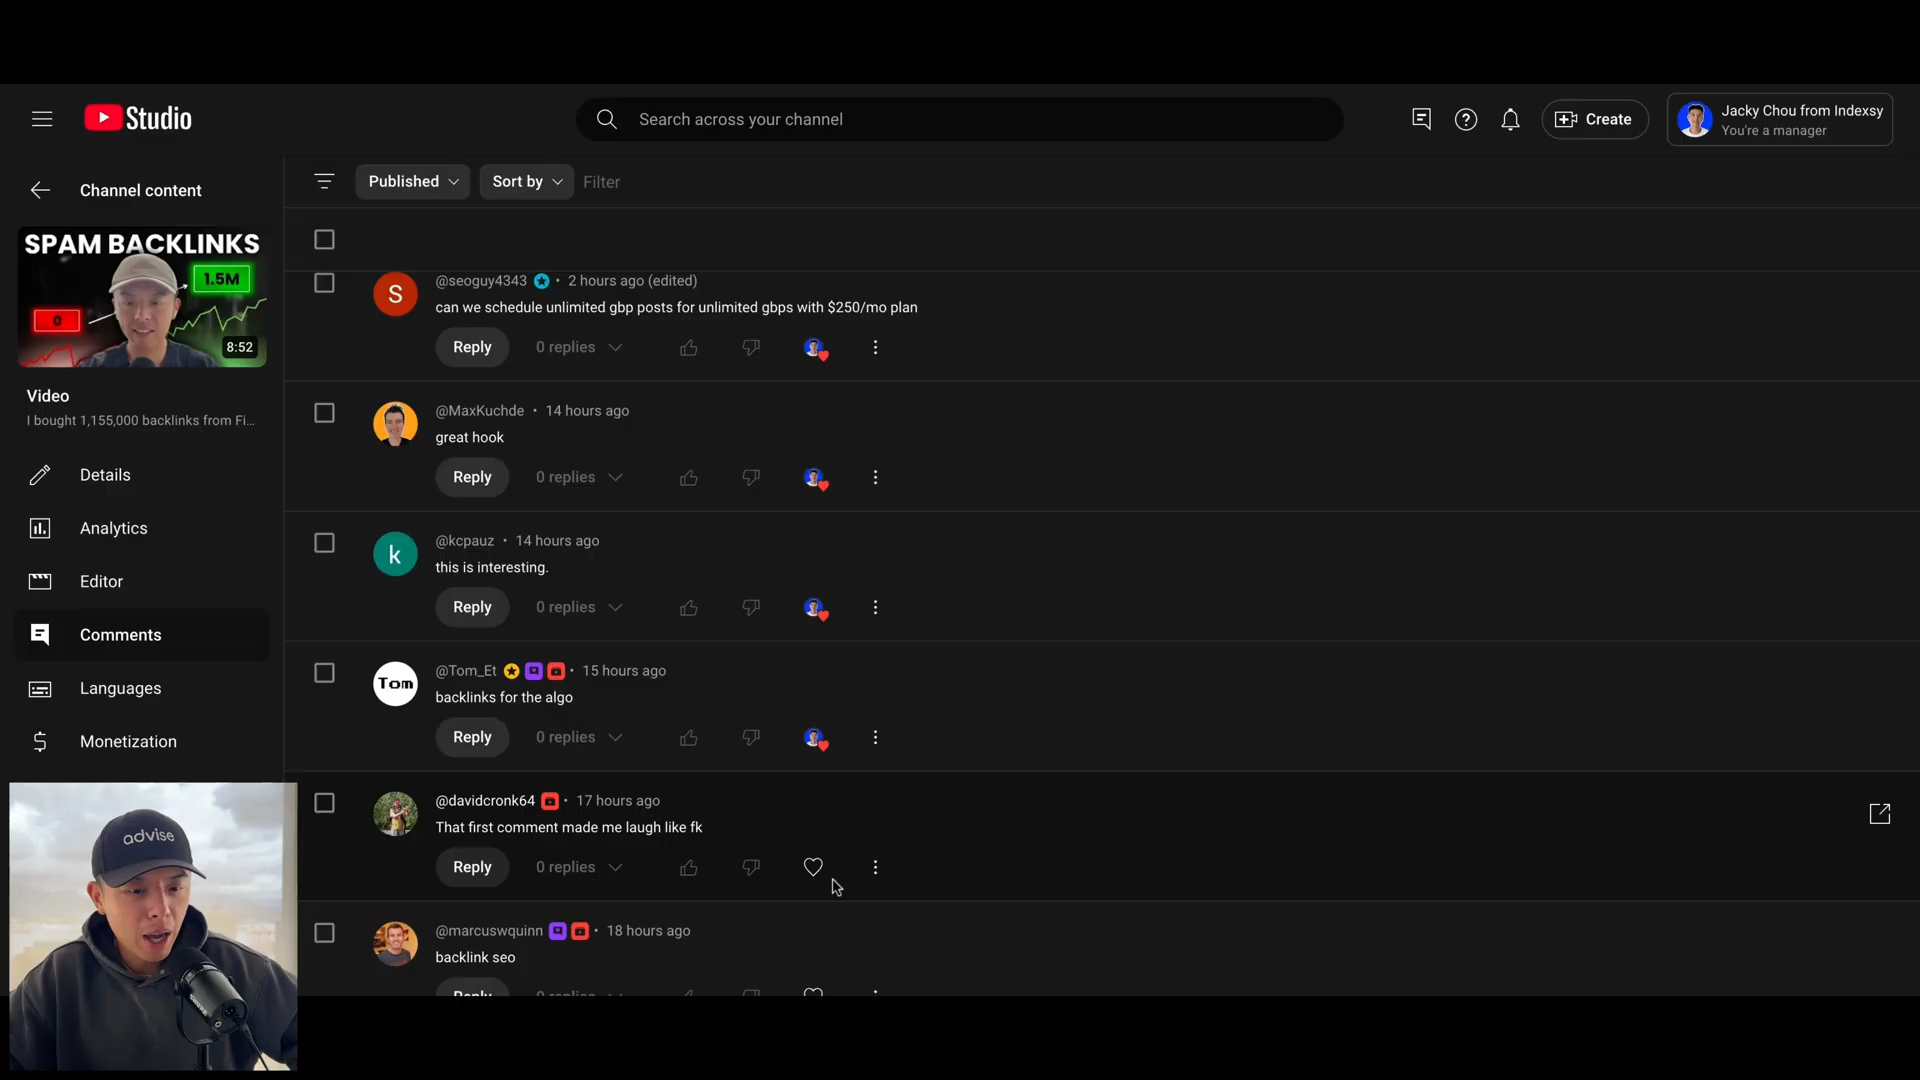 Studio
Search across your channel
Create
Jacky Chou from Indexsy
You're a manager
Channel content
SPAM BACKLINKS
1.5M
0
8:52
Video
I bought 1,155,000 backlinks from Fi...
Details
Analytics
Editor
Comments
Languages
Monetization
advise
Published
Sort by
Filter
S
@seoguy4343 • 2 hours ago (edited)
can we schedule unlimited gbp posts for unlimited gbps with $250/mo plan
Reply 0 replies
@MaxKuchde • 14 hours ago
great hook
Reply 0 replies
k
@kcpauz • 14 hours ago
this is interesting.
Reply 0 replies
Tom
@Tom_Et • 15 hours ago
backlinks for the algo
Reply 0 replies
@davidcronk64 • 17 hours ago
That first comment made me laugh like fk
Reply 0 replies
@marcuswquinn • 18 hours ago
backlink seo
Reply 0 replies